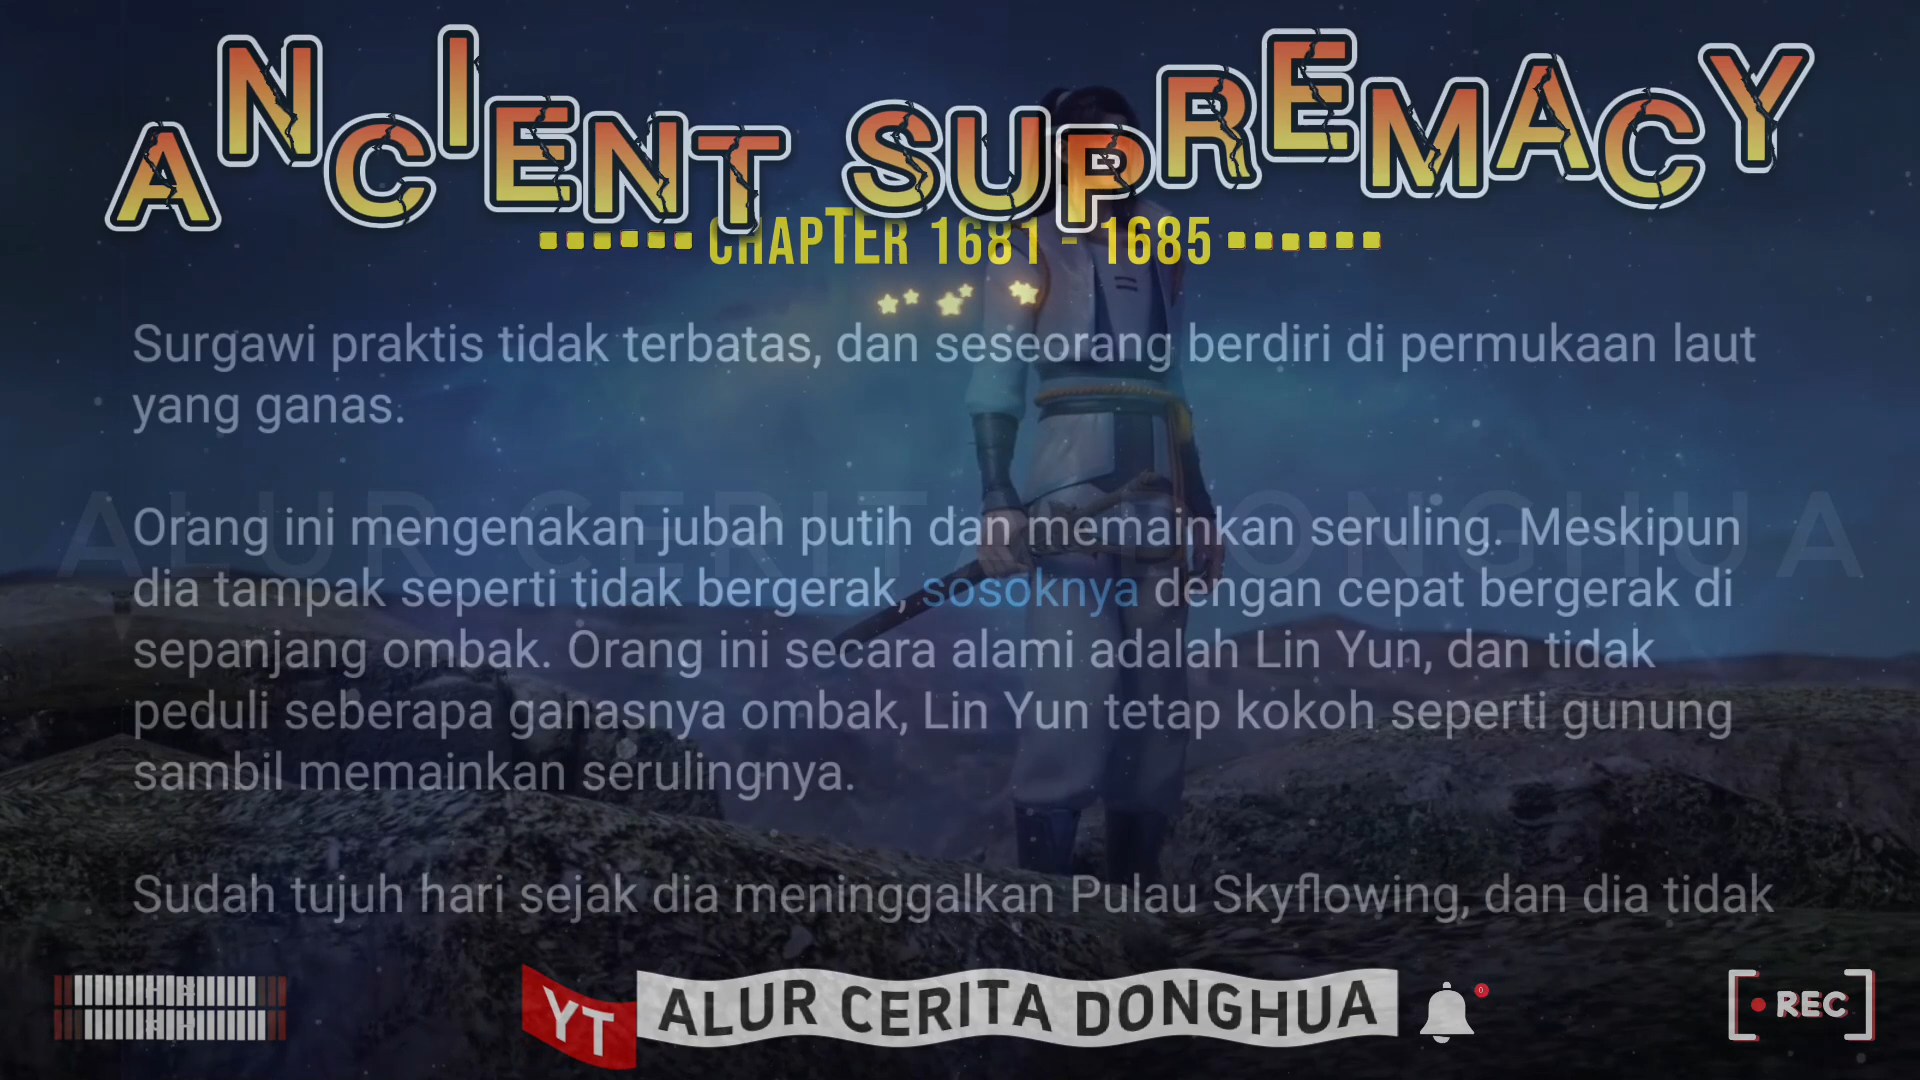 ANCIENT SUPREMACY
CHAPTER 1681 - 1685
Surgawi praktis tidak terbatas, dan seseorang berdiri di permukaan laut
yang ganas.
ALUR CERITA DONGHUA
Orang ini mengenakan jubah putih dan memainkan seruling. Meskipun
dia tampak seperti tidak bergerak, sosoknya dengan cepat bergerak di
sepanjang ombak. Orang ini secara alami adalah Lin Yun, dan tidak
peduli seberapa ganasnya ombak, Lin Yun tetap kokoh seperti gunung
sambil memainkan serulingnya.
Sudah tujuh hari sejak dia meninggalkan Pulau Skyflowing, dan dia tidak
YT ALUR CERITA DONGHUA
REC